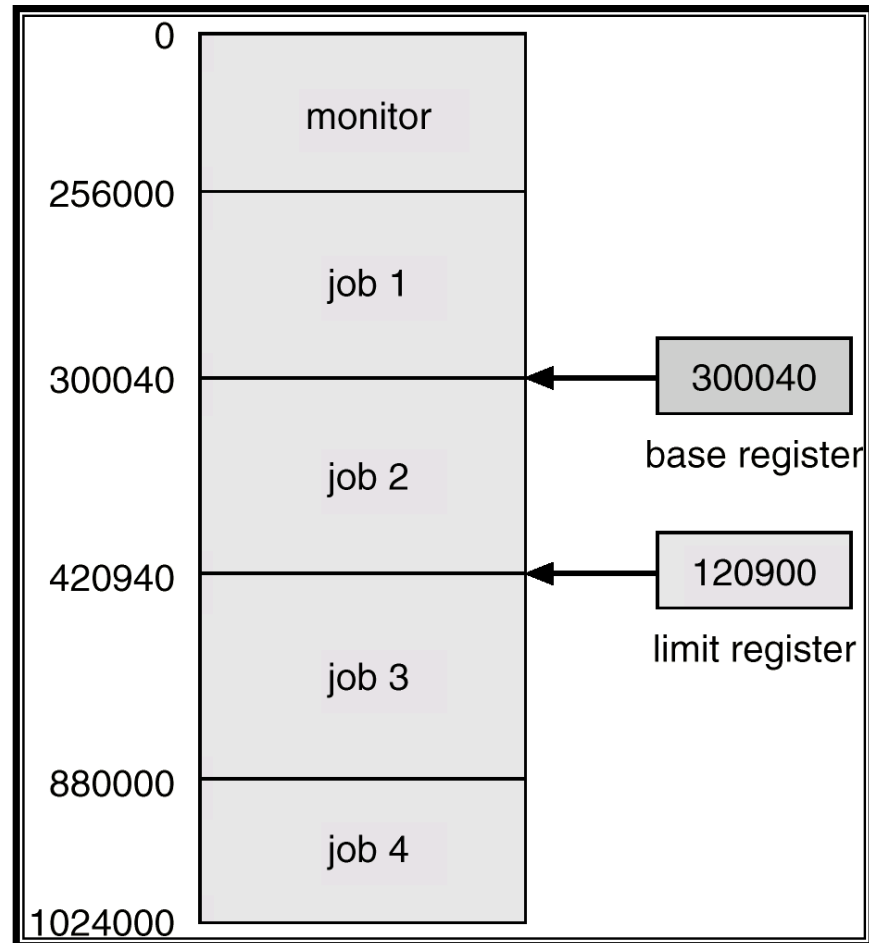 0
monitor
256000
job 1
300040
300040
base register
job 2
420940
120900
limit register
job 3
880000
job 4
1024000